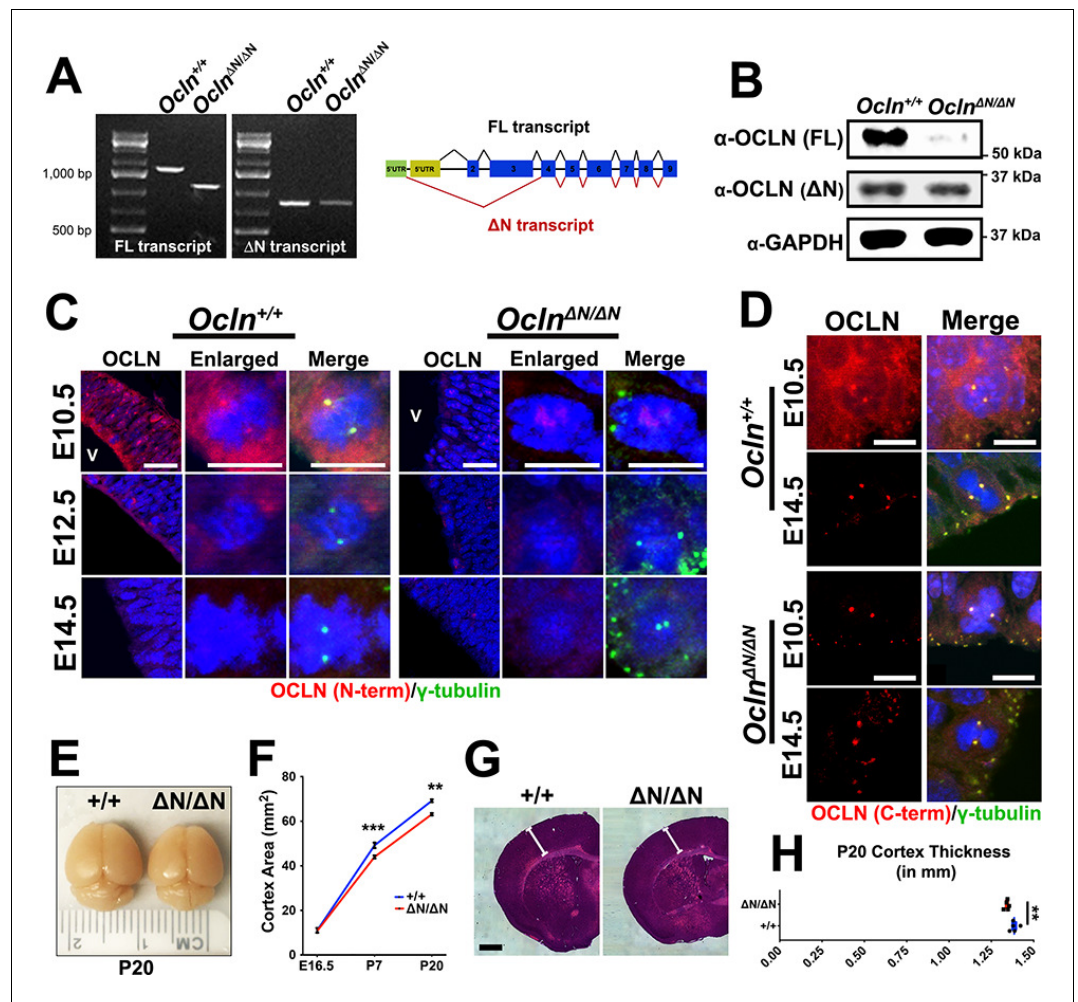 A
Ocln+/+
OclnΔN/ΔN
Ocln+/+
OclnΔN/ΔN
1,000 bp
500 bp
FL transcript
ΔN transcript
FL transcript
5'UTR 5'UTR 2 3 4 5 6 7 8 9
ΔN transcript
B
Ocln+/+ OclnΔN/ΔN
α-OCLN (FL)
50 kDa
37 kDa
α-OCLN (ΔN)
α-GAPDH
37 kDa
C
Ocln+/+
OclnΔN/ΔN
OCLN Enlarged Merge OCLN Enlarged Merge
E10.5
V
V
E12.5
E14.5
OCLN (N-term)/γ-tubulin
D
OCLN Merge
Ocln+/+
E10.5
E14.5
OclnΔN/ΔN
E10.5
E14.5
OCLN (C-term)/γ-tubulin
E
+/+ ΔN/ΔN
2 1 CM
P20
F
Cortex Area (mm2)
80
60
40
20
0
***
**
+/+
ΔN/ΔN
E16.5 P7 P20
G
+/+ ΔN/ΔN
H
P20 Cortex Thickness
(in mm)
ΔN/ΔN
+/+
**
0.00 0.25 0.50 0.75 1.00 1.25 1.50